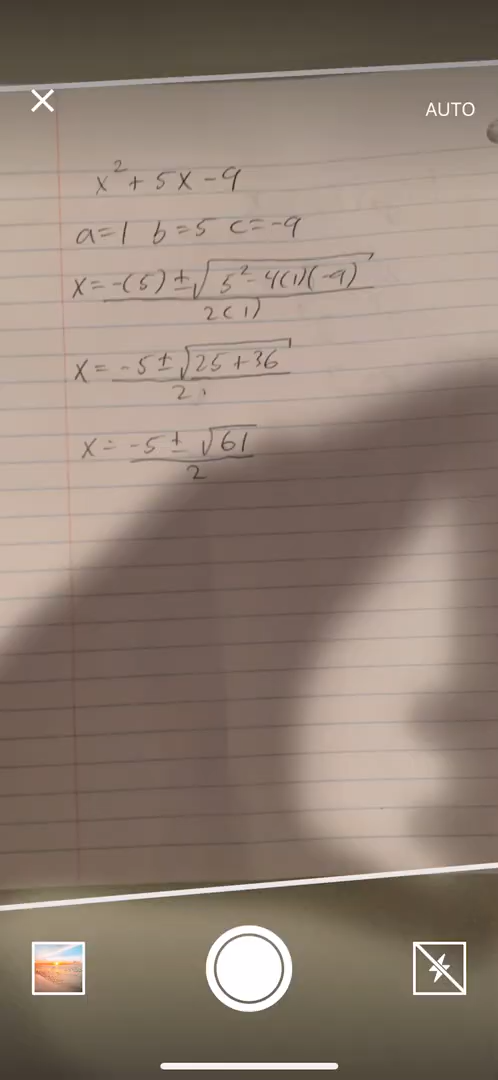 AUTO
x² + 5x - 9
a=1 b=5 c=-9
x = -(5) ± √5² - 4(1)(-9) / 2(1)
x = -5 ± √25 + 36 / 2
x = -5 ± √61 / 2